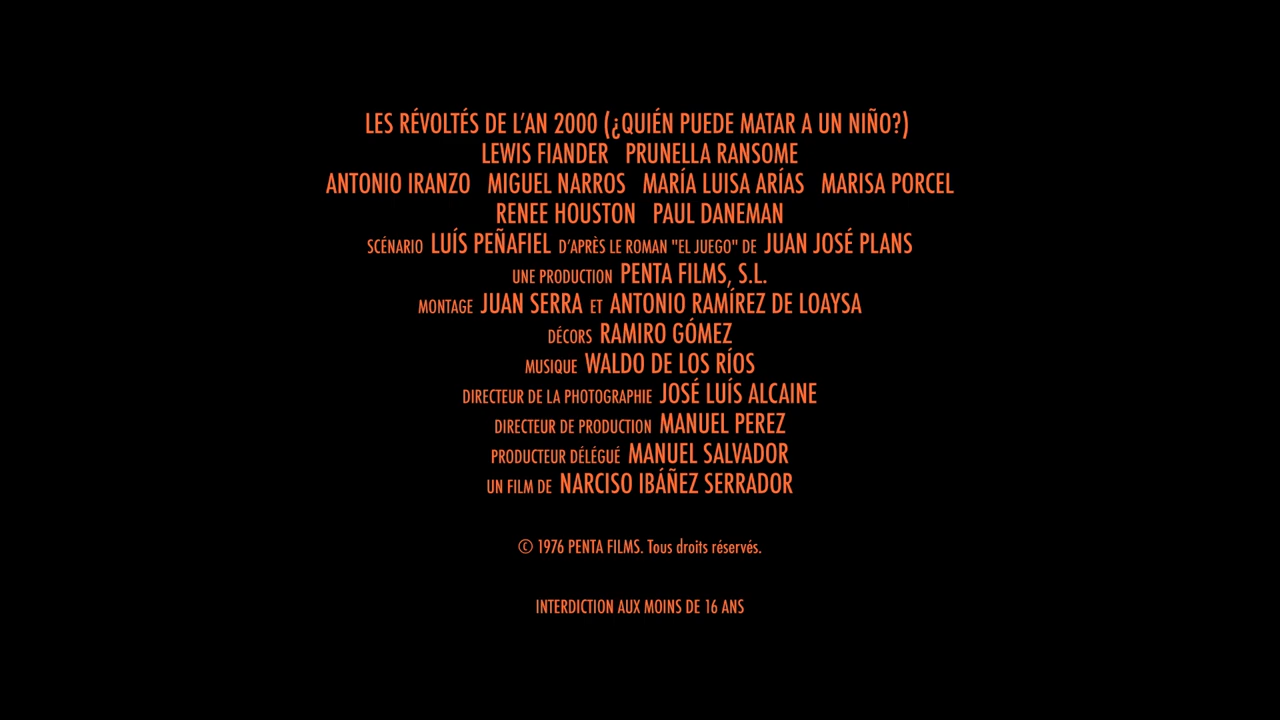 LES RÉVOLTÉS DE L'AN 2000 (¿QUIÉN PUEDE MATAR A UN NIÑO?)
LEWIS FIANDER PRUNELLA RANSOME
ANTONIO IRANZO MIGUEL NARROS MARÍA LUISA ARÍAS MARISA PORCEL
RENEE HOUSTON PAUL DANEMAN
SCÉNARIO LUÍS PEÑAFIEL D'APRÈS LE ROMAN "EL JUEGO" DE JUAN JOSÉ PLANS
UNE PRODUCTION PENTA FILMS, S.L.
MONTAGE JUAN SERRA ET ANTONIO RAMÍREZ DE LOAYSA
DÉCORS RAMIRO GÓMEZ
MUSIQUE WALDO DE LOS RÍOS
DIRECTEUR DE LA PHOTOGRAPHIE JOSÉ LUÍS ALCAINE
DIRECTEUR DE PRODUCTION MANUEL PEREZ
PRODUCTEUR DÉLÉGUÉ MANUEL SALVADOR
UN FILM DE NARCISO IBÁÑEZ SERRADOR
© 1976 PENTA FILMS. Tous droits réservés.
INTERDICTION AUX MOINS DE 16 ANS